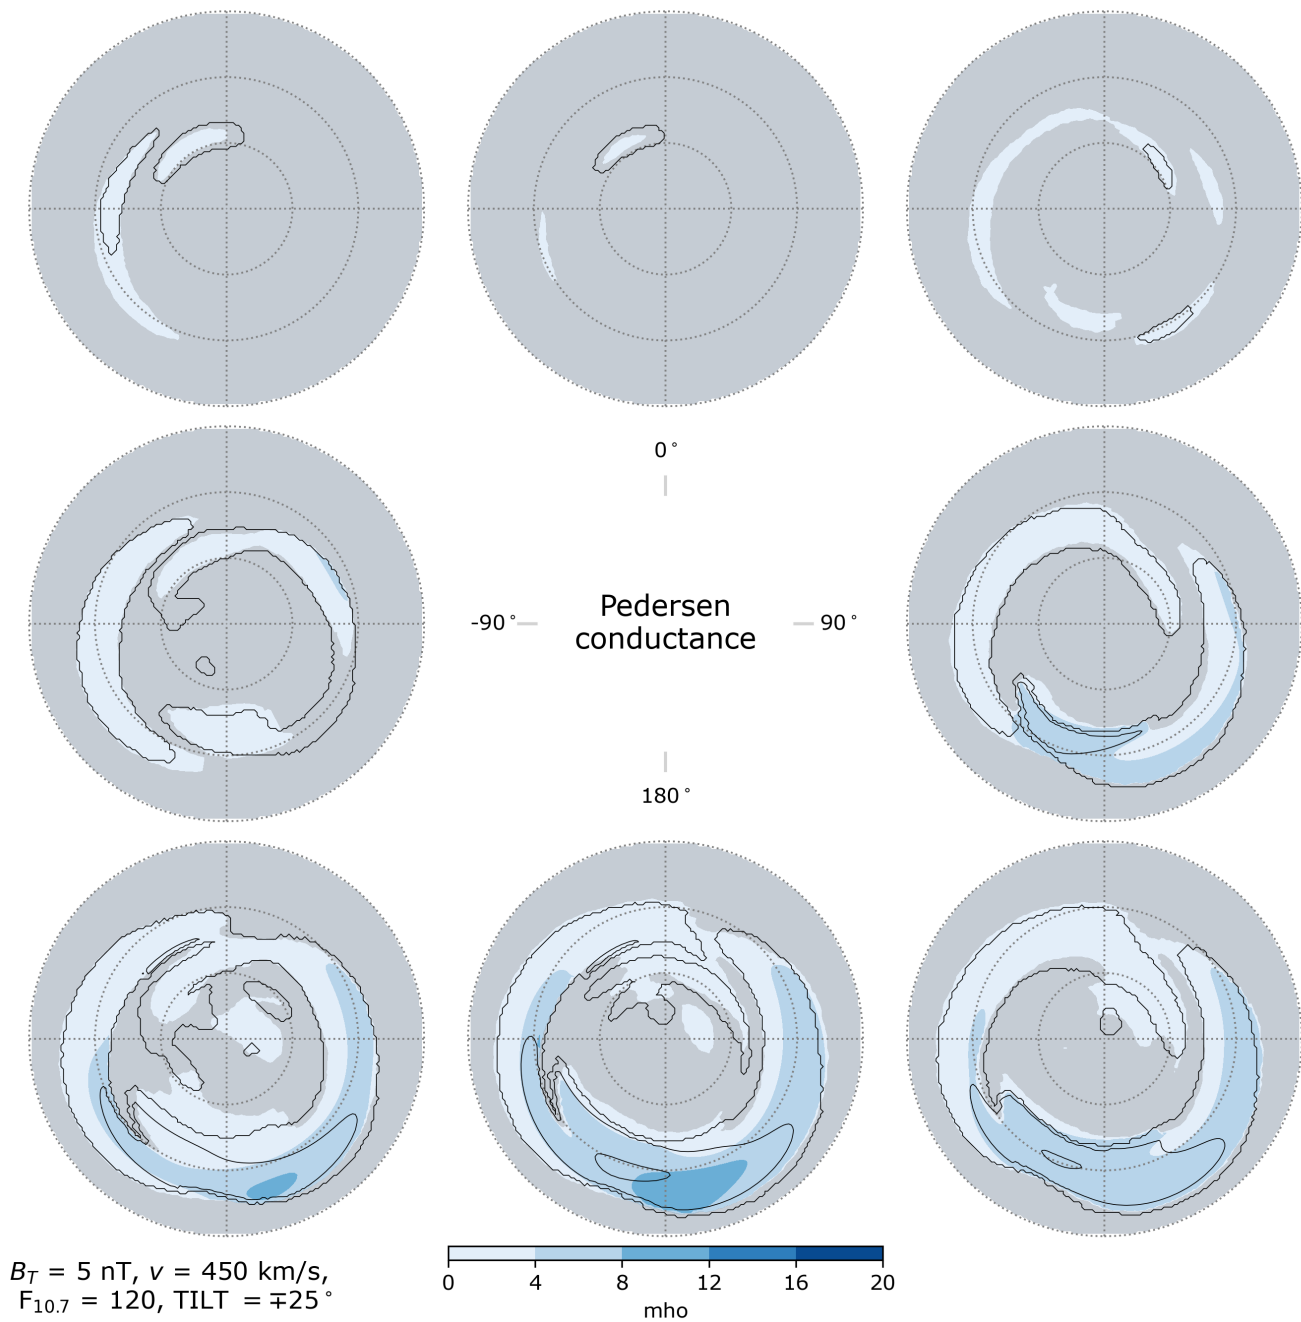 0°
-90°
Pedersen
conductance
90°
180°
B_T = 5 nT, v = 450 km/s,
F_10.7 = 120, TILT = ∓25°
0 4 8 12 16 20
mho